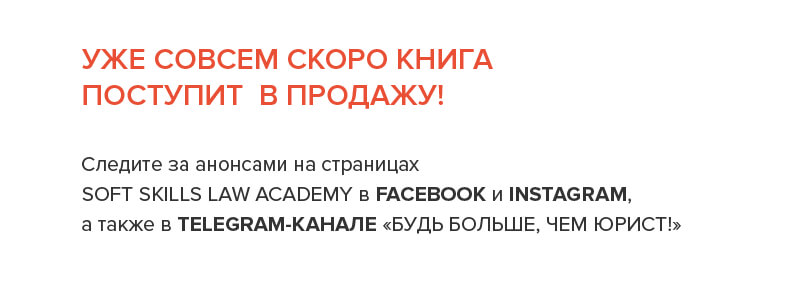 УЖЕ СОВСЕМ СКОРО КНИГА
ПОСТУПИТ В ПРОДАЖУ!
Следите за анонсами на страницах
SOFT SKILLS LAW ACADEMY в FACEBOOK и INSTAGRAM,
а также в TELEGRAM-КАНАЛЕ «БУДЬ БОЛЬШЕ, ЧЕМ ЮРИСТ!»